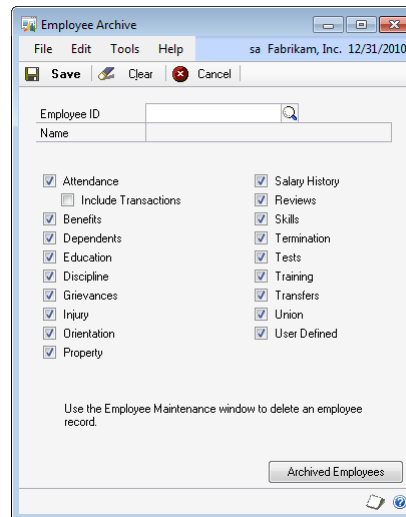 Employee Archive
File Edit Tools Help sa Fabrikam, Inc. 12/31/2010
Save Clear Cancel
Employee ID
Name
Attendance
Include Transactions
Benefits
Dependents
Education
Discipline
Grievances
Injury
Orientation
Property
Salary History
Reviews
Skills
Termination
Tests
Training
Transfers
Union
User Defined
Use the Employee Maintenance window to delete an employee
record.
Archived Employees